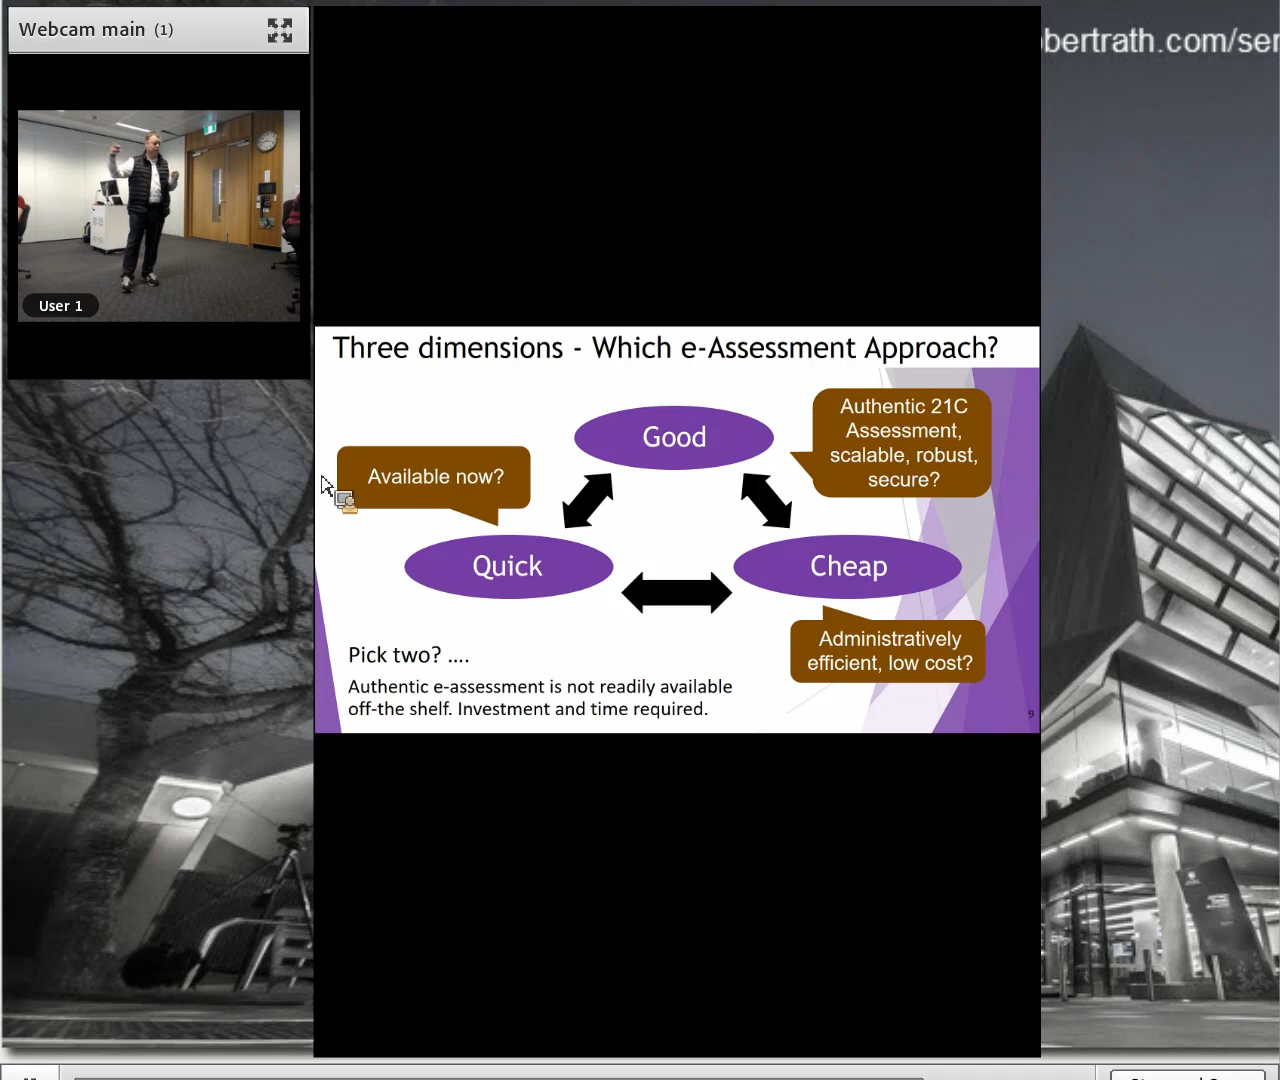 Webcam main (1)
bertrath.com/ser
User 1
Three dimensions - Which e-Assessment Approach?
Good
Authentic 21C
Assessment,
scalable, robust,
secure?
Available now?
Quick
Cheap
Administratively
efficient, low cost?
Pick two? ....
Authentic e-assessment is not readily available
off-the shelf. Investment and time required.
9